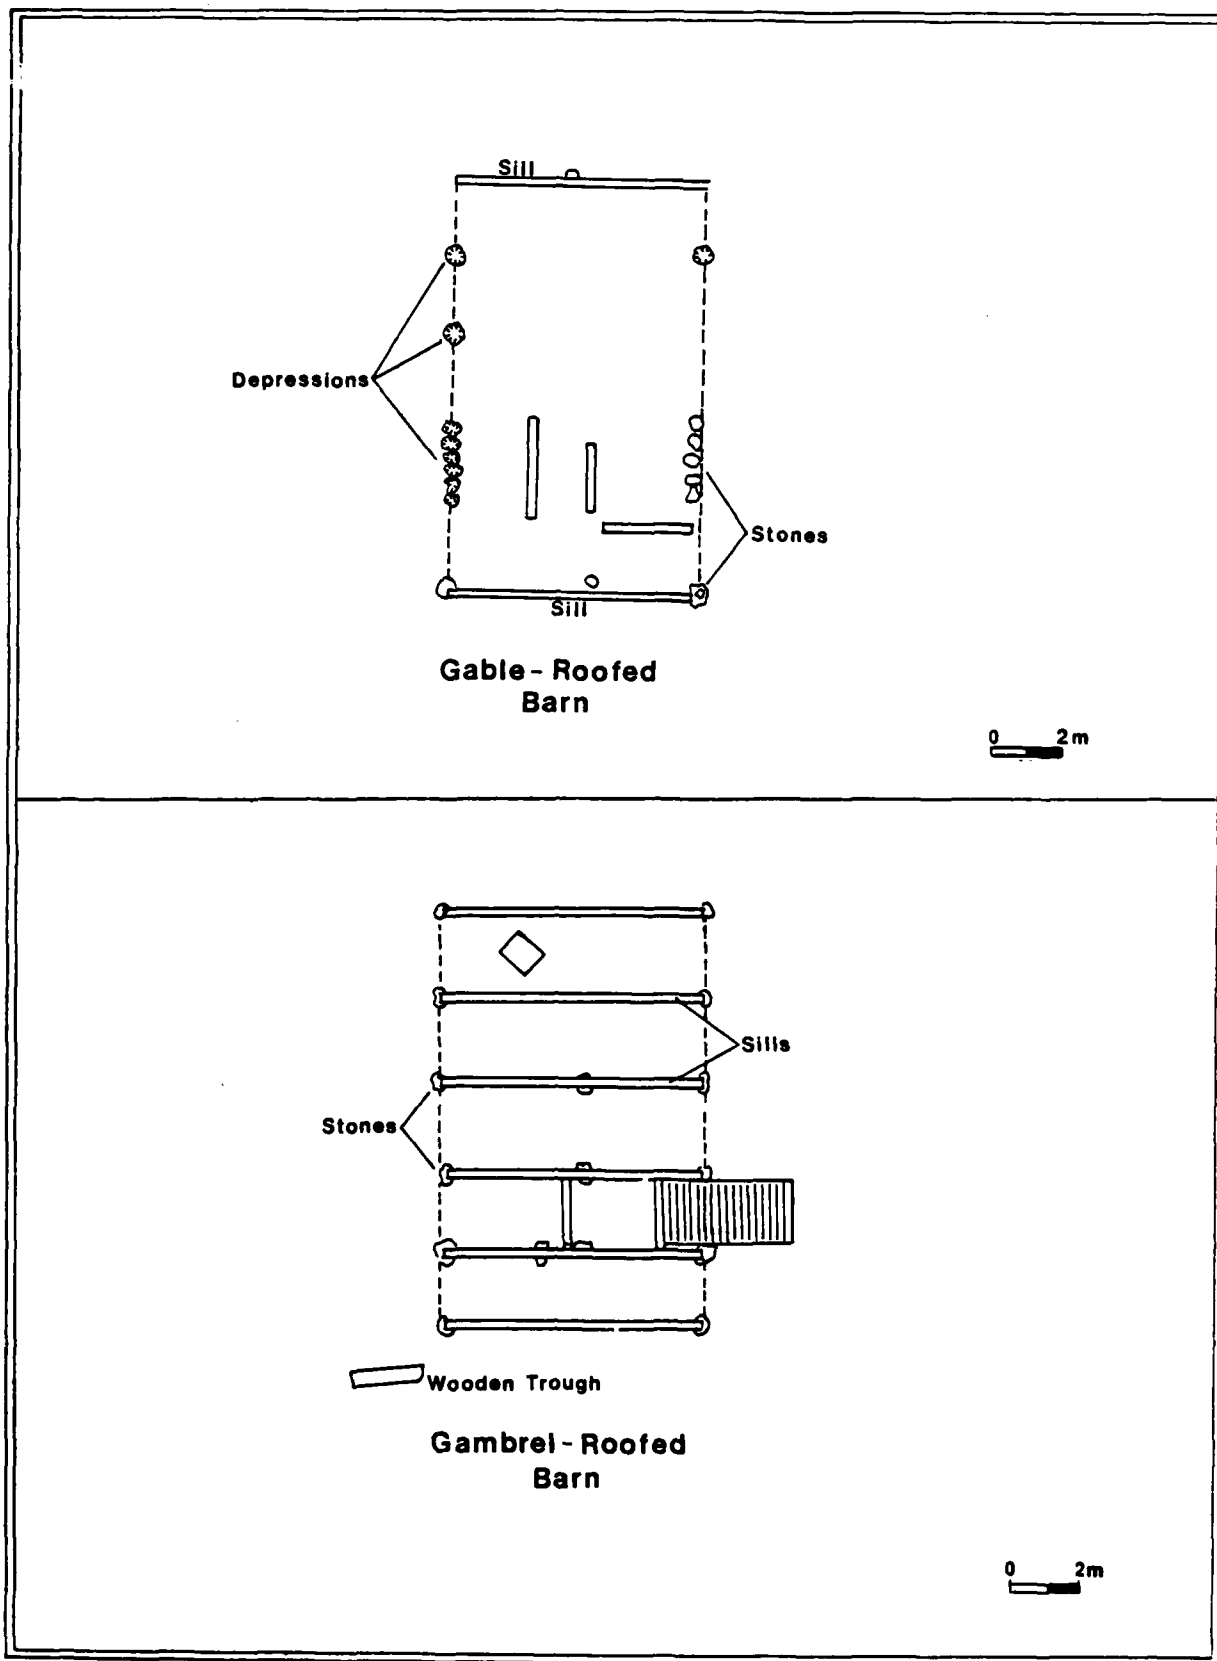 Sill
Depressions
Stones
Sill
Gable-Roofed
Barn
0 2m
Sills
Stones
Wooden Trough
Gambrel-Roofed
Barn
0 2m